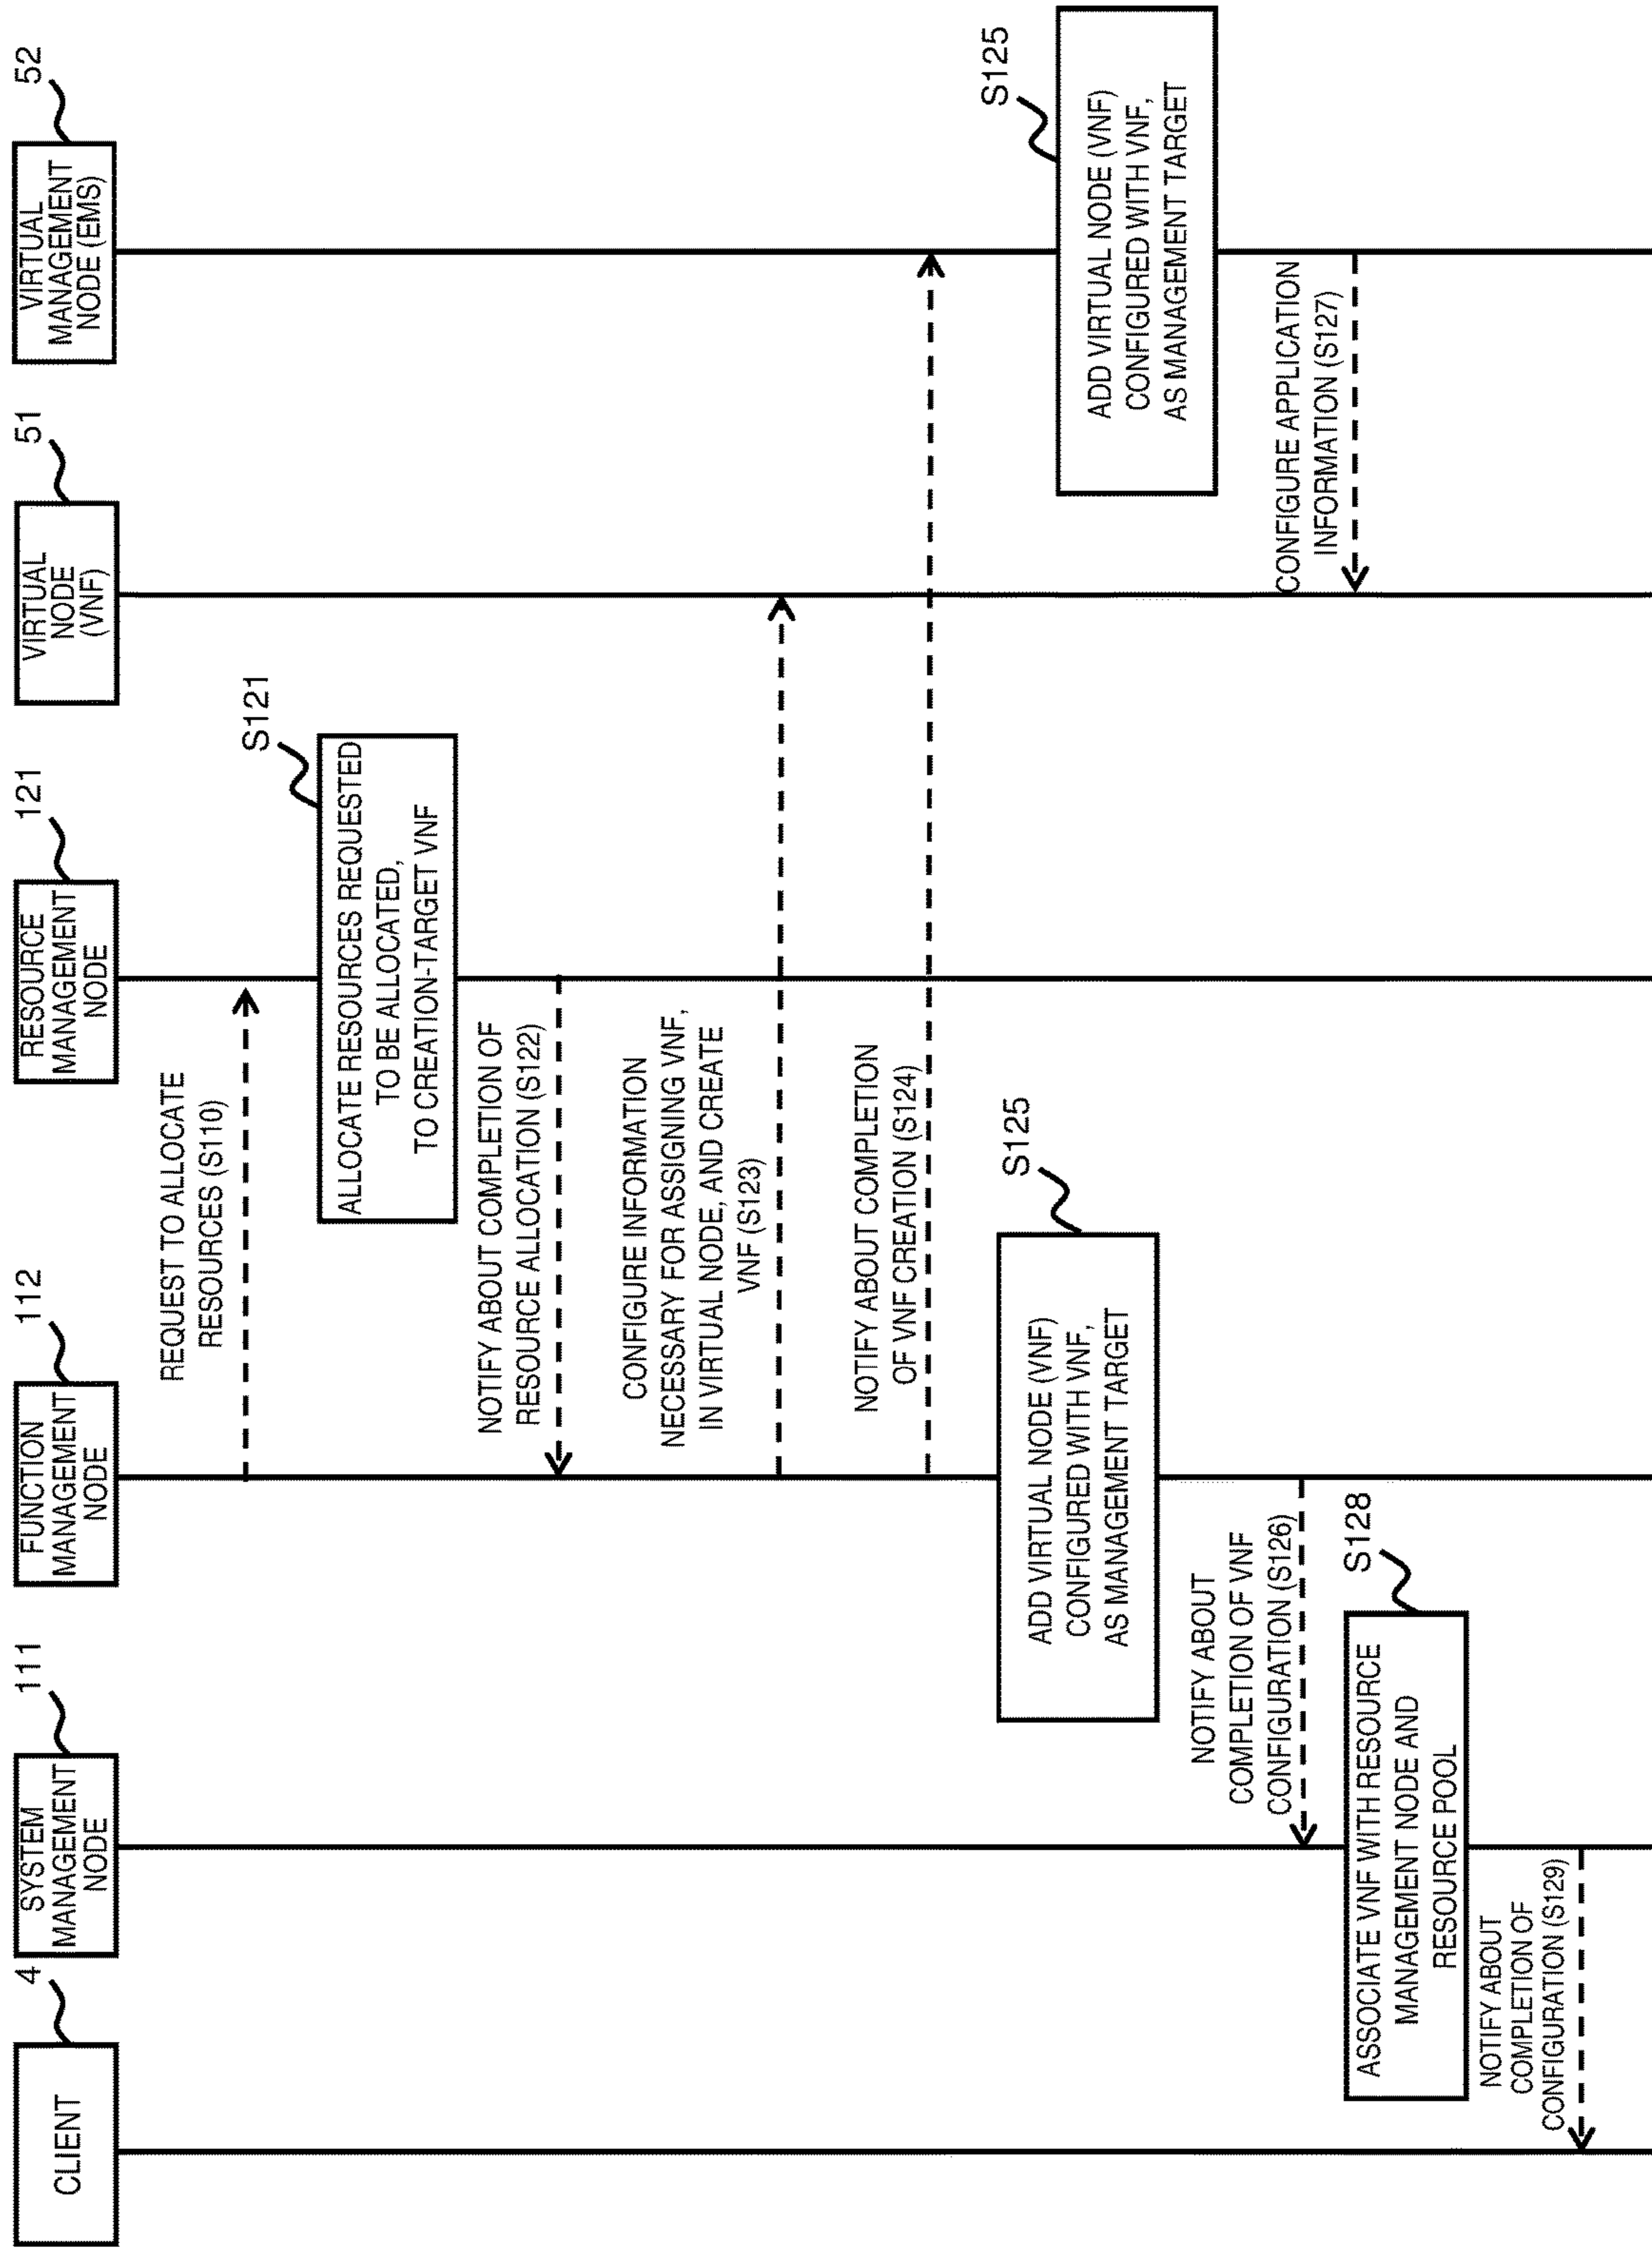 CLIENT
4
SYSTEM
MANAGEMENT
NODE
111
FUNCTION
MANAGEMENT
NODE
112
RESOURCE
MANAGEMENT
NODE
121
VIRTUAL
NODE
(VNF)
51
VIRTUAL
MANAGEMENT
NODE (EMS)
52
REQUEST TO ALLOCATE
RESOURCES (S110)
S121
ALLOCATE RESOURCES REQUESTED
TO BE ALLOCATED,
TO CREATION-TARGET VNF
NOTIFY ABOUT COMPLETION OF
RESOURCE ALLOCATION (S122)
CONFIGURE INFORMATION
NECESSARY FOR ASSIGNING VNF,
IN VIRTUAL NODE, AND CREATE
VNF (S123)
NOTIFY ABOUT COMPLETION
OF VNF CREATION (S124)
S125
ADD VIRTUAL NODE (VNF)
CONFIGURED WITH VNF,
AS MANAGEMENT TARGET
S125
ADD VIRTUAL NODE (VNF)
CONFIGURED WITH VNF,
AS MANAGEMENT TARGET
NOTIFY ABOUT
COMPLETION OF VNF
CONFIGURATION (S126)
CONFIGURE APPLICATION
INFORMATION (S127)
S128
ASSOCIATE VNF WITH RESOURCE
MANAGEMENT NODE AND
RESOURCE POOL
NOTIFY ABOUT
COMPLETION OF
CONFIGURATION (S129)